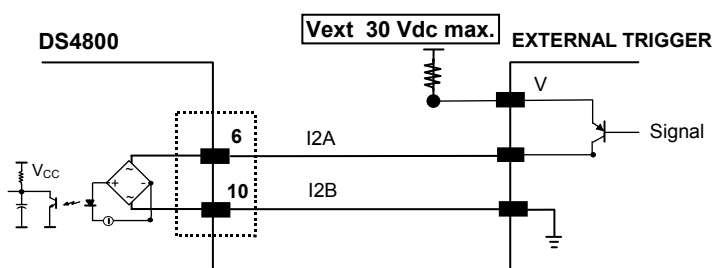 Vext 30 Vdc max.
DS4800
EXTERNAL TRIGGER
V
6
I2A
Signal
VCC
+
-
~
~
10
I2B